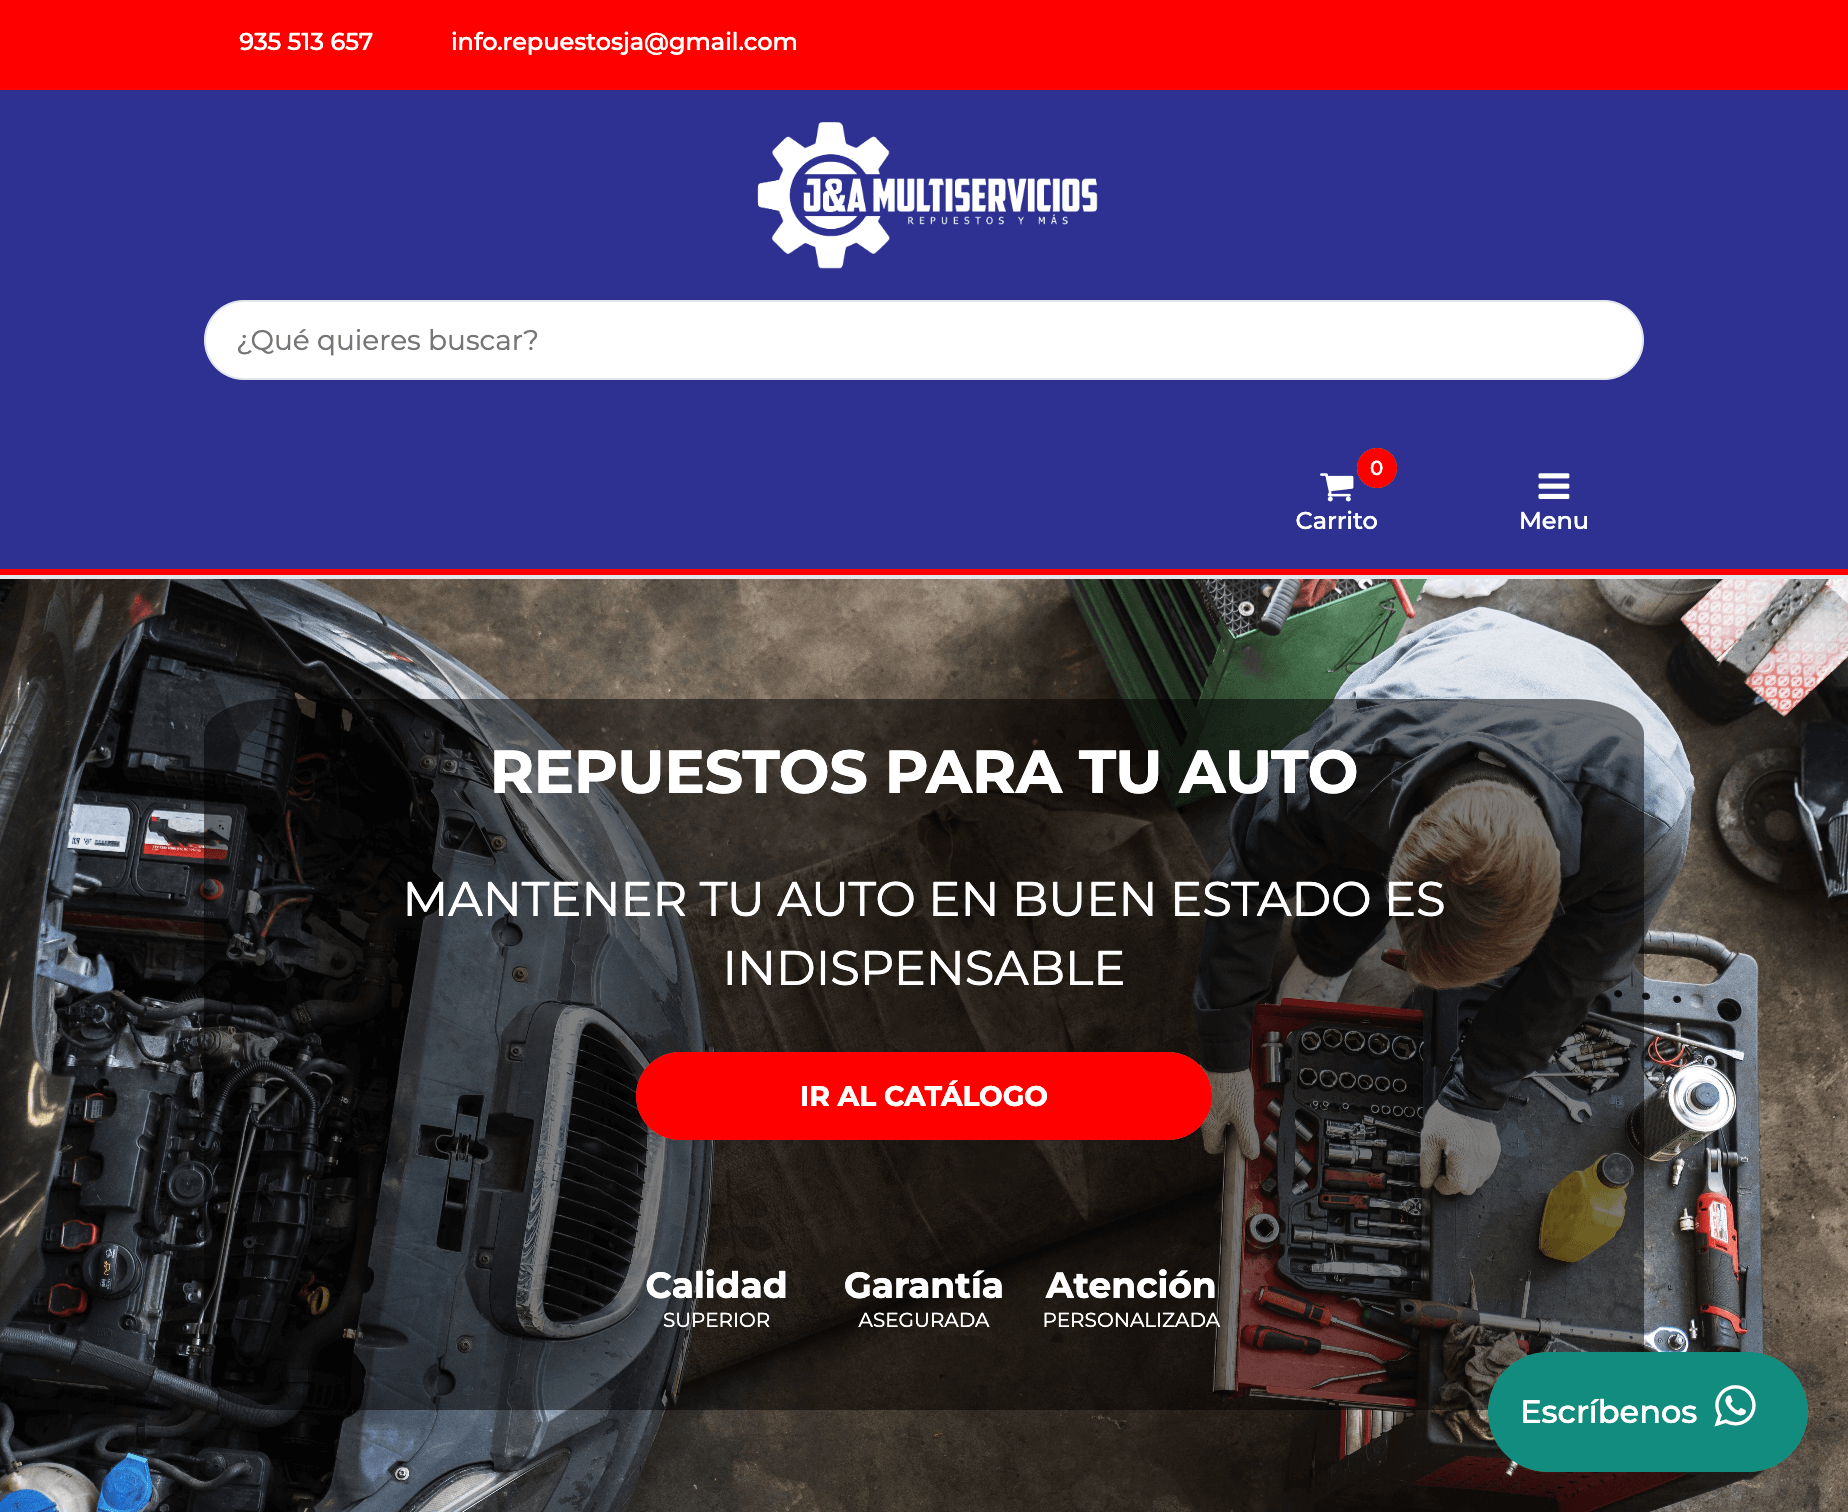 935 513 657
info.repuestosja@gmail.com
J&A MULTISERVICIOS
REPUESTOS Y MÁS
¿Qué quieres buscar?
0
Carrito
Menu
REPUESTOS PARA TU AUTO
MANTENER TU AUTO EN BUEN ESTADO ES
INDISPENSABLE
IR AL CATÁLOGO
Calidad
SUPERIOR
Garantía
ASEGURADA
Atención
PERSONALIZADA
Escríbenos